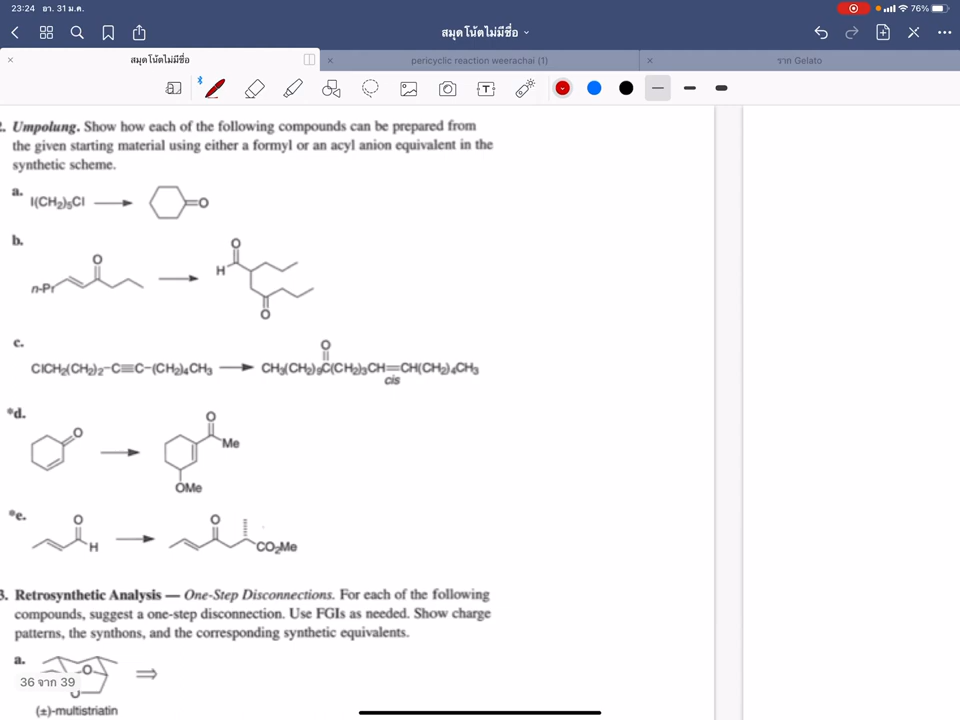 23:24 อา. 31 ม.ค.
76%
สมุดโน้ตไม่มีชื่อ
สมุดโน้ตไม่มีชื่อ
pericyclic reaction weerachai (1)
จาก Gelato
. Umpolung. Show how each of the following compounds can be prepared from
the given starting material using either a formyl or an acyl anion equivalent in the
synthetic scheme.
a.
I(CH₂)₅Cl
O
b.
O
n-Pr
O
H
O
c.
O
ClCH₂(CH₂)₂-C≡C-(CH₂)₄CH₃
CH₃(CH₂)₉C(CH₂)₃CH=CH(CH₂)₄CH₃
cis
*d.
O
O
Me
OMe
*e.
O
H
O
CO₂Me
3. Retrosynthetic Analysis — One-Step Disconnections. For each of the following
compounds, suggest a one-step disconnection. Use FGIs as needed. Show charge
patterns, the synthons, and the corresponding synthetic equivalents.
a.
O
36 จาก 39
(±)-multistriatin